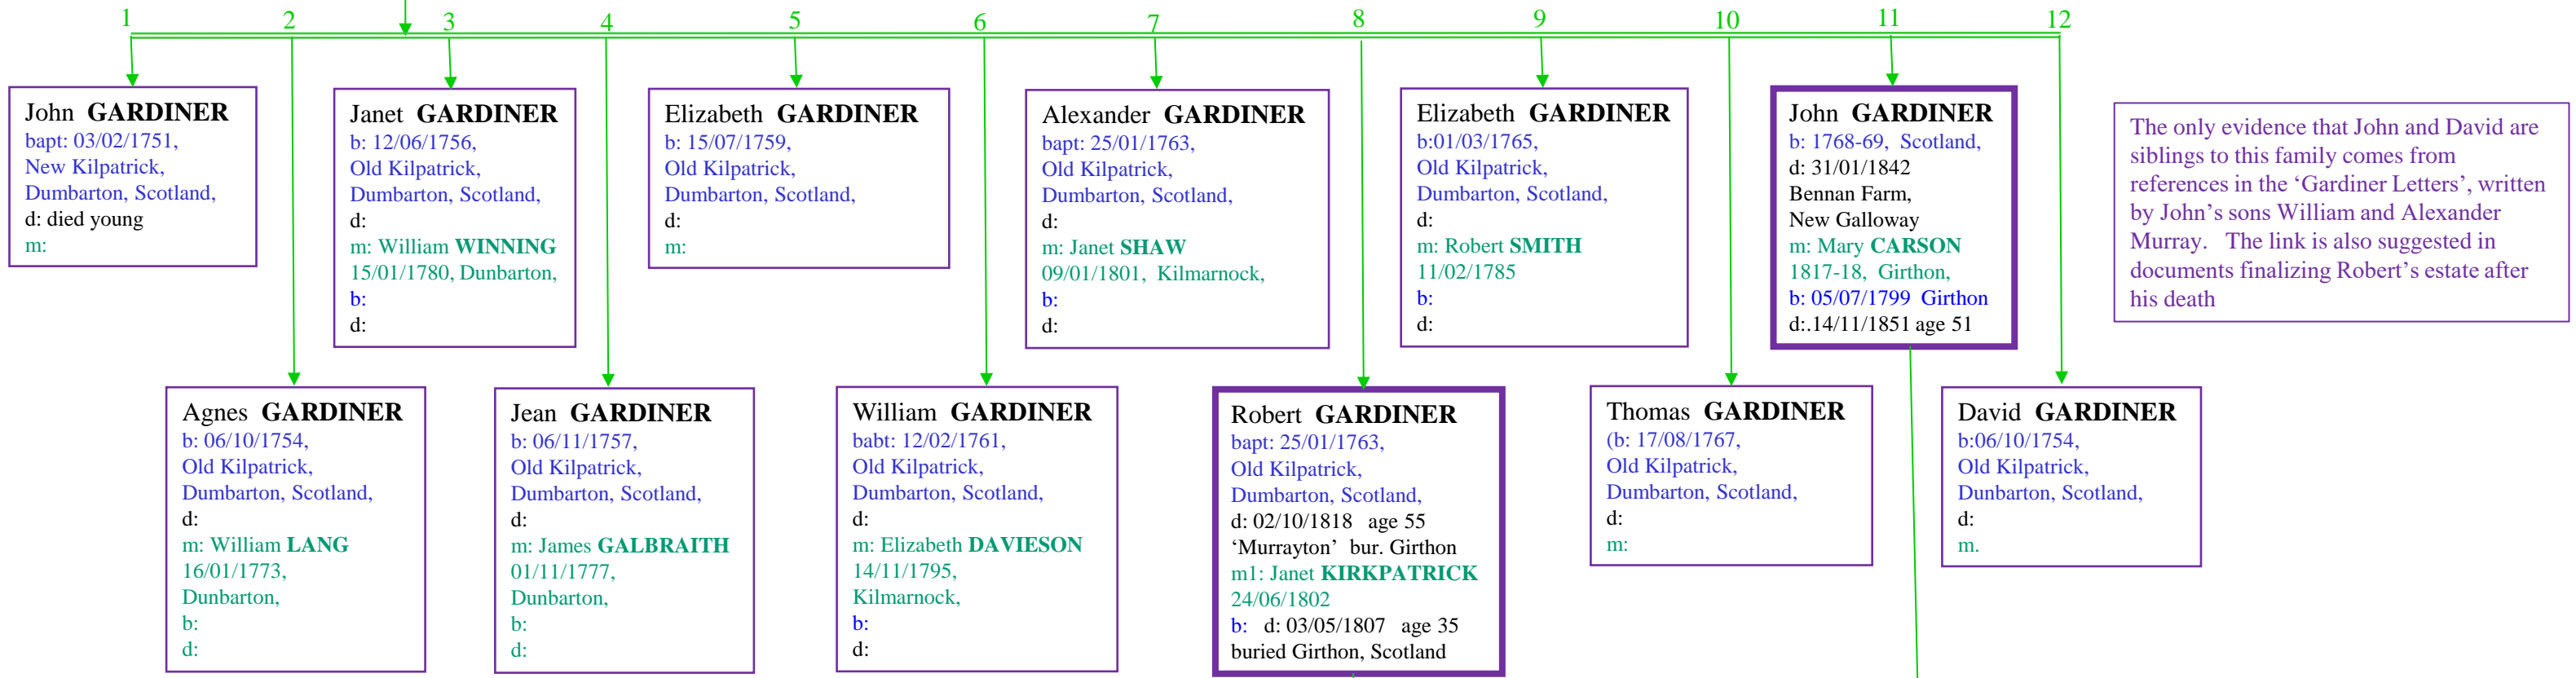 1 2 3 4 5 6 7 8 9 10 11 12
John GARDINER
bapt: 03/02/1751,
New Kilpatrick,
Dumbarton, Scotland,
d: died young
m:
Janet GARDINER
b: 12/06/1756,
Old Kilpatrick,
Dumbarton, Scotland,
d:
m: William WINNING
15/01/1780, Dunbarton,
b:
d:
Elizabeth GARDINER
b: 15/07/1759,
Old Kilpatrick,
Dumbarton, Scotland,
d:
m:
Alexander GARDINER
bapt: 25/01/1763,
Old Kilpatrick,
Dumbarton, Scotland,
d:
m: Janet SHAW
09/01/1801, Kilmarnock,
b:
d:
Elizabeth GARDINER
b:01/03/1765,
Old Kilpatrick,
Dumbarton, Scotland,
d:
m: Robert SMITH
11/02/1785
b:
d:
John GARDINER
b: 1768-69, Scotland,
d: 31/01/1842
Bennan Farm,
New Galloway
m: Mary CARSON
1817-18, Girthon,
b: 05/07/1799 Girthon
d:.14/11/1851 age 51
The only evidence that John and David are
siblings to this family comes from
references in the ‘Gardiner Letters’, written
by John’s sons William and Alexander
Murray. The link is also suggested in
documents finalizing Robert’s estate after
his death
Agnes GARDINER
b: 06/10/1754,
Old Kilpatrick,
Dumbarton, Scotland,
d:
m: William LANG
16/01/1773,
Dunbarton,
b:
d:
Jean GARDINER
b: 06/11/1757,
Old Kilpatrick,
Dumbarton, Scotland,
d:
m: James GALBRAITH
01/11/1777,
Dunbarton,
b:
d:
William GARDINER
babt: 12/02/1761,
Old Kilpatrick,
Dumbarton, Scotland,
d:
m: Elizabeth DAVIESON
14/11/1795,
Kilmarnock,
b:
d:
Robert GARDINER
bapt: 25/01/1763,
Old Kilpatrick,
Dumbarton, Scotland,
d: 02/10/1818 age 55
‘Murrayton’ bur. Girthon
m1: Janet KIRKPATRICK
24/06/1802
b: d: 03/05/1807 age 35
buried Girthon, Scotland
Thomas GARDINER
(b: 17/08/1767,
Old Kilpatrick,
Dumbarton, Scotland,
d:
m:
David GARDINER
b:06/10/1754,
Old Kilpatrick,
Dunbarton, Scotland,
d:
m.